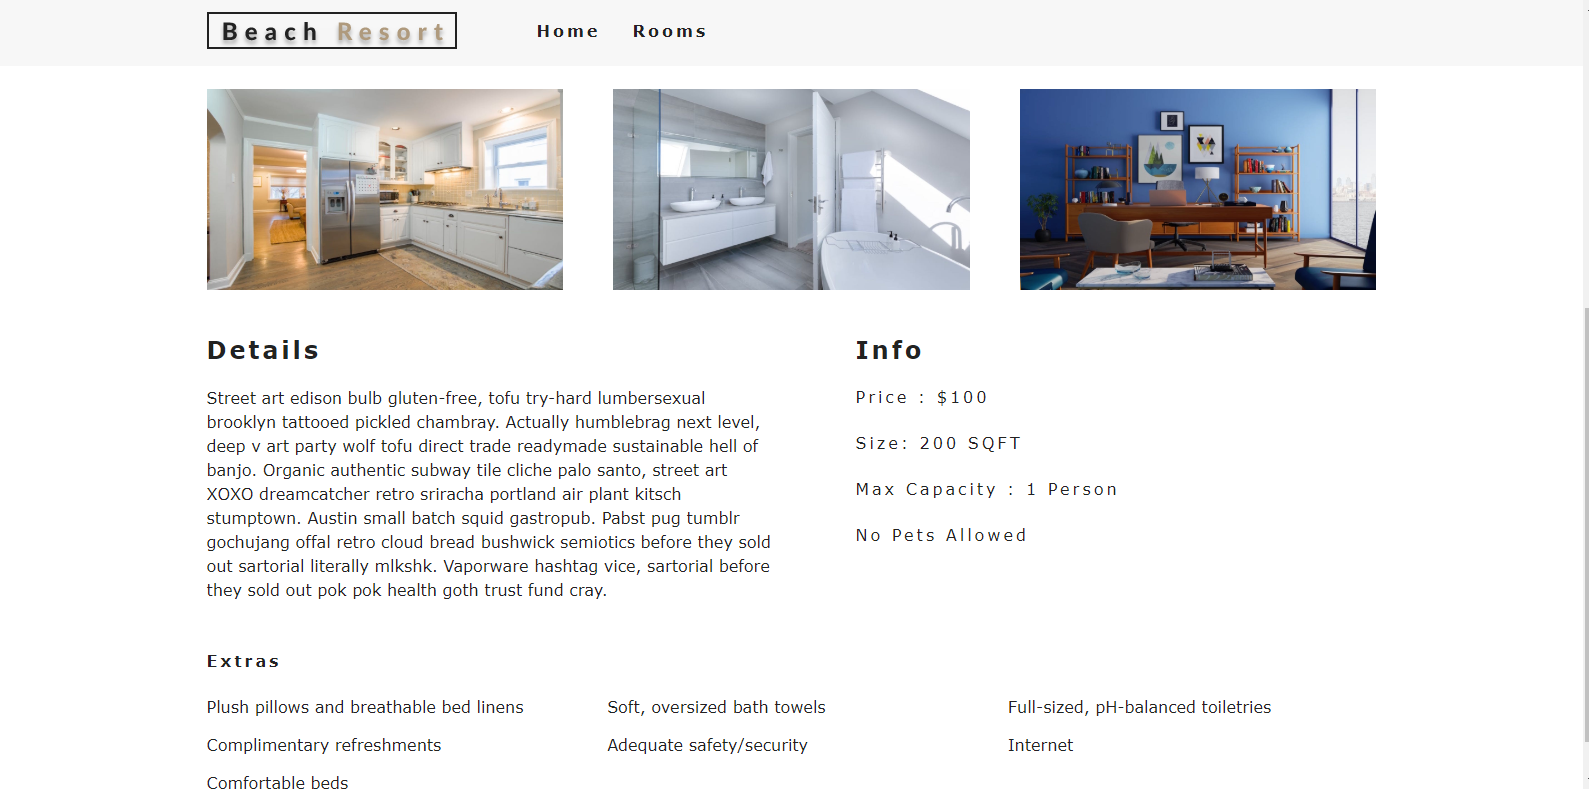 Beach Resort
Home Rooms
Details
Street art edison bulb gluten-free, tofu try-hard lumbersexual
brooklyn tattooed pickled chambray. Actually humblebrag next level,
deep v art party wolf tofu direct trade readymade sustainable hell of
banjo. Organic authentic subway tile cliche palo santo, street art
XOXO dreamcatcher retro sriracha portland air plant kitsch
stumptown. Austin small batch squid gastropub. Pabst pug tumblr
gochujang offal retro cloud bread bushwick semiotics before they sold
out sartorial literally mlkshk. Vaporware hashtag vice, sartorial before
they sold out pok pok health goth trust fund cray.
Info
Price : $100
Size: 200 SQFT
Max Capacity : 1 Person
No Pets Allowed
Extras
Plush pillows and breathable bed linens
Soft, oversized bath towels
Full-sized, pH-balanced toiletries
Complimentary refreshments
Adequate safety/security
Internet
Comfortable beds